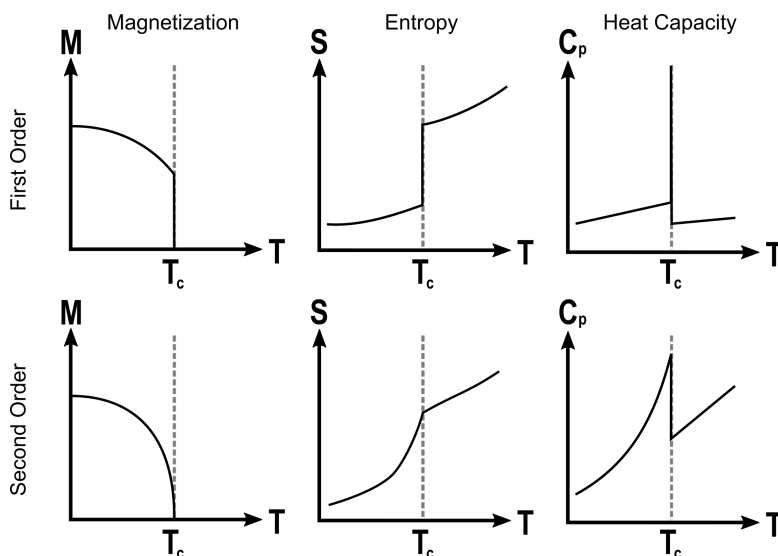 Magnetization
Entropy
Heat Capacity
First Order
M
T
Tc
S
T
Tc
Cp
T
Tc
Second Order
M
T
Tc
S
T
Tc
Cp
T
Tc